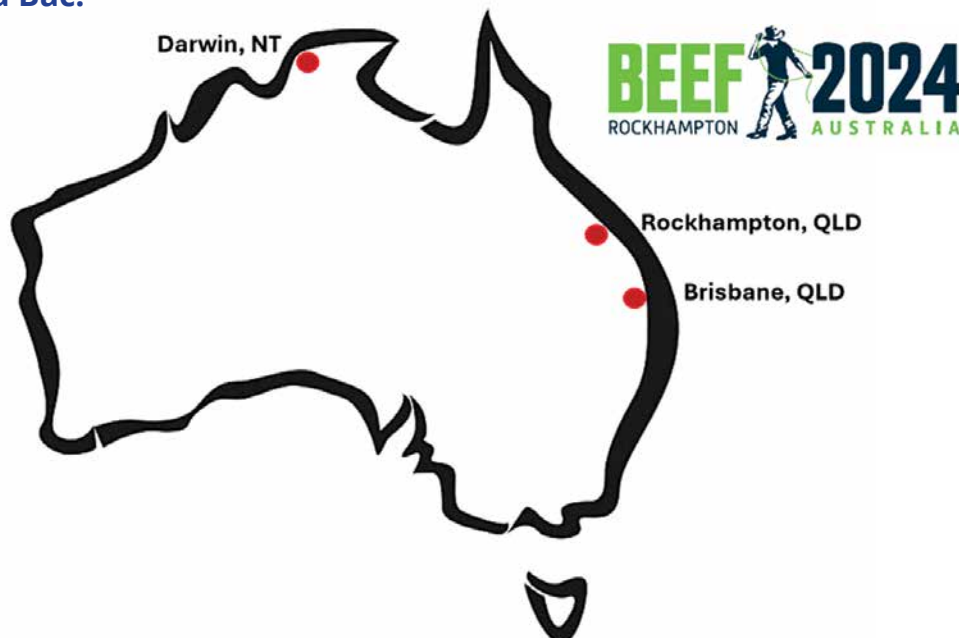 Darwin, NT
BEEF 2024
ROCKHAMPTON AUSTRALIA
Rockhampton, QLD
Brisbane, QLD